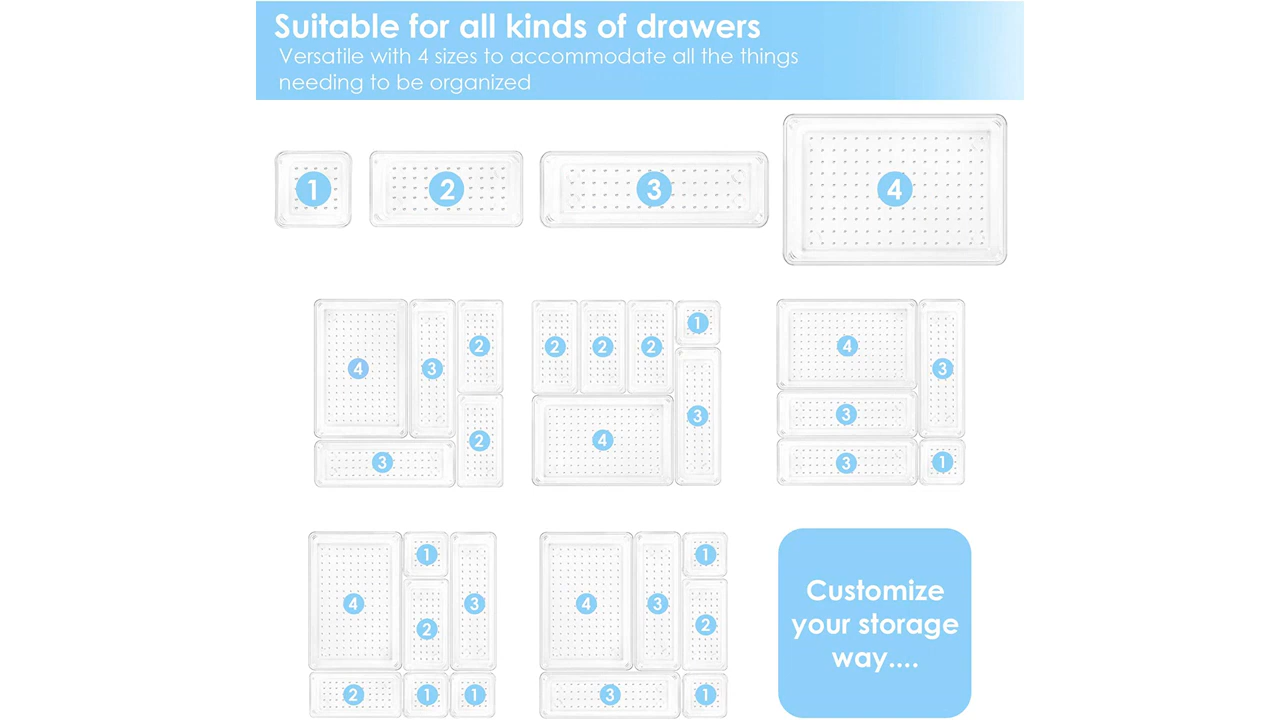 Suitable for all kinds of drawers
Versatile with 4 sizes to accommodate all the things
needing to be organized
1 2 3 4
4 3 2 2 3
2 2 2 1 3 4
4 3 3 3 1
4 1 3 2 2 1 1
4 3 1 2 3 1
Customize
your storage
way....